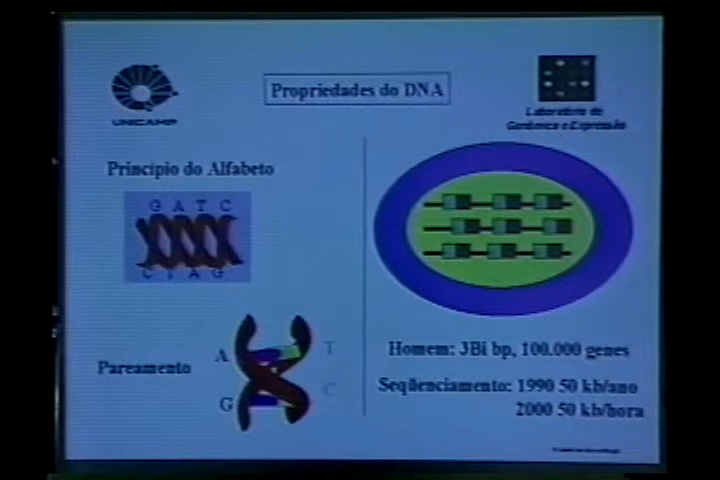 Propriedades do DNA
UNICAMP
Laboratório de
Genômica e Expressão
Princípio do Alfabeto
G A T C
C T A G
Pareamento
A T
G C
Homem: 3Bi bp, 100.000 genes
Seqüenciamento: 1990 50 kb/ano
2000 50 kb/hora